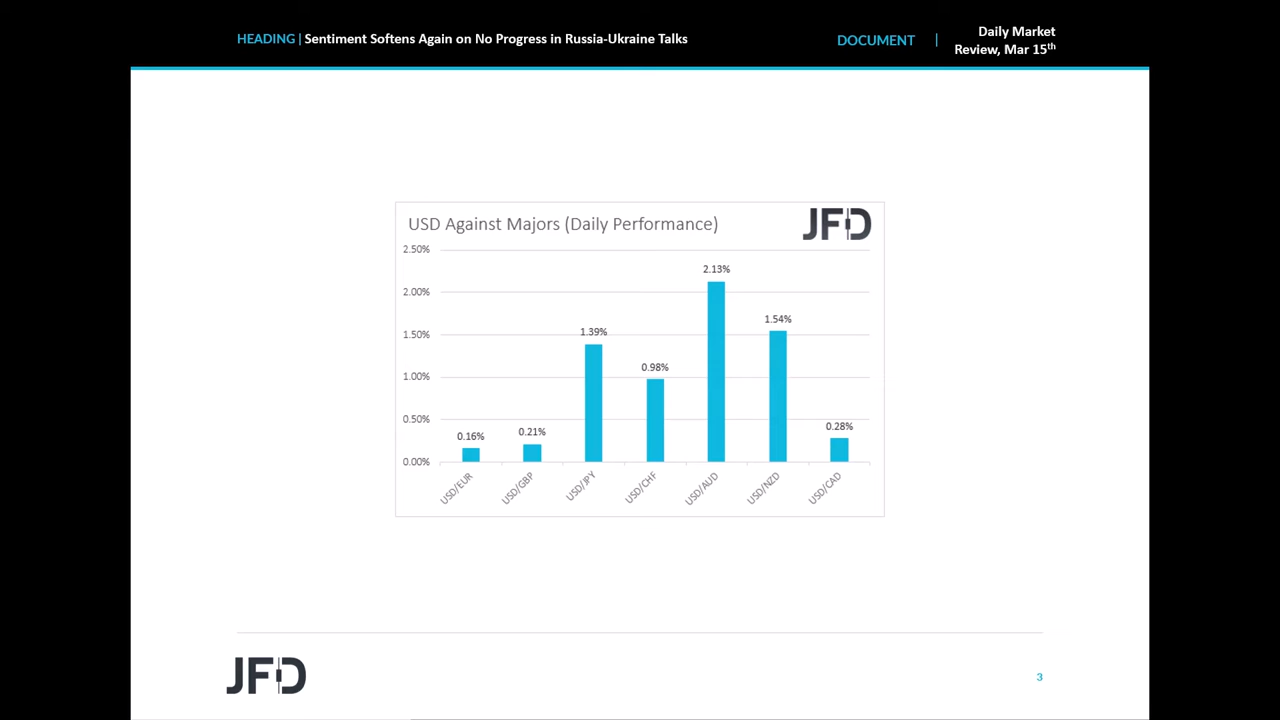 HEADING | Sentiment Softens Again on No Progress in Russia-Ukraine Talks
DOCUMENT |
Daily Market
Review, Mar 15th
USD Against Majors (Daily Performance)
JFD
2.50%
2.00%
1.50%
1.00%
0.50%
0.00%
0.16%
0.21%
1.39%
0.98%
2.13%
1.54%
0.28%
USD/EUR
USD/GBP
USD/JPY
USD/CHF
USD/AUD
USD/NZD
USD/CAD
JFD
3